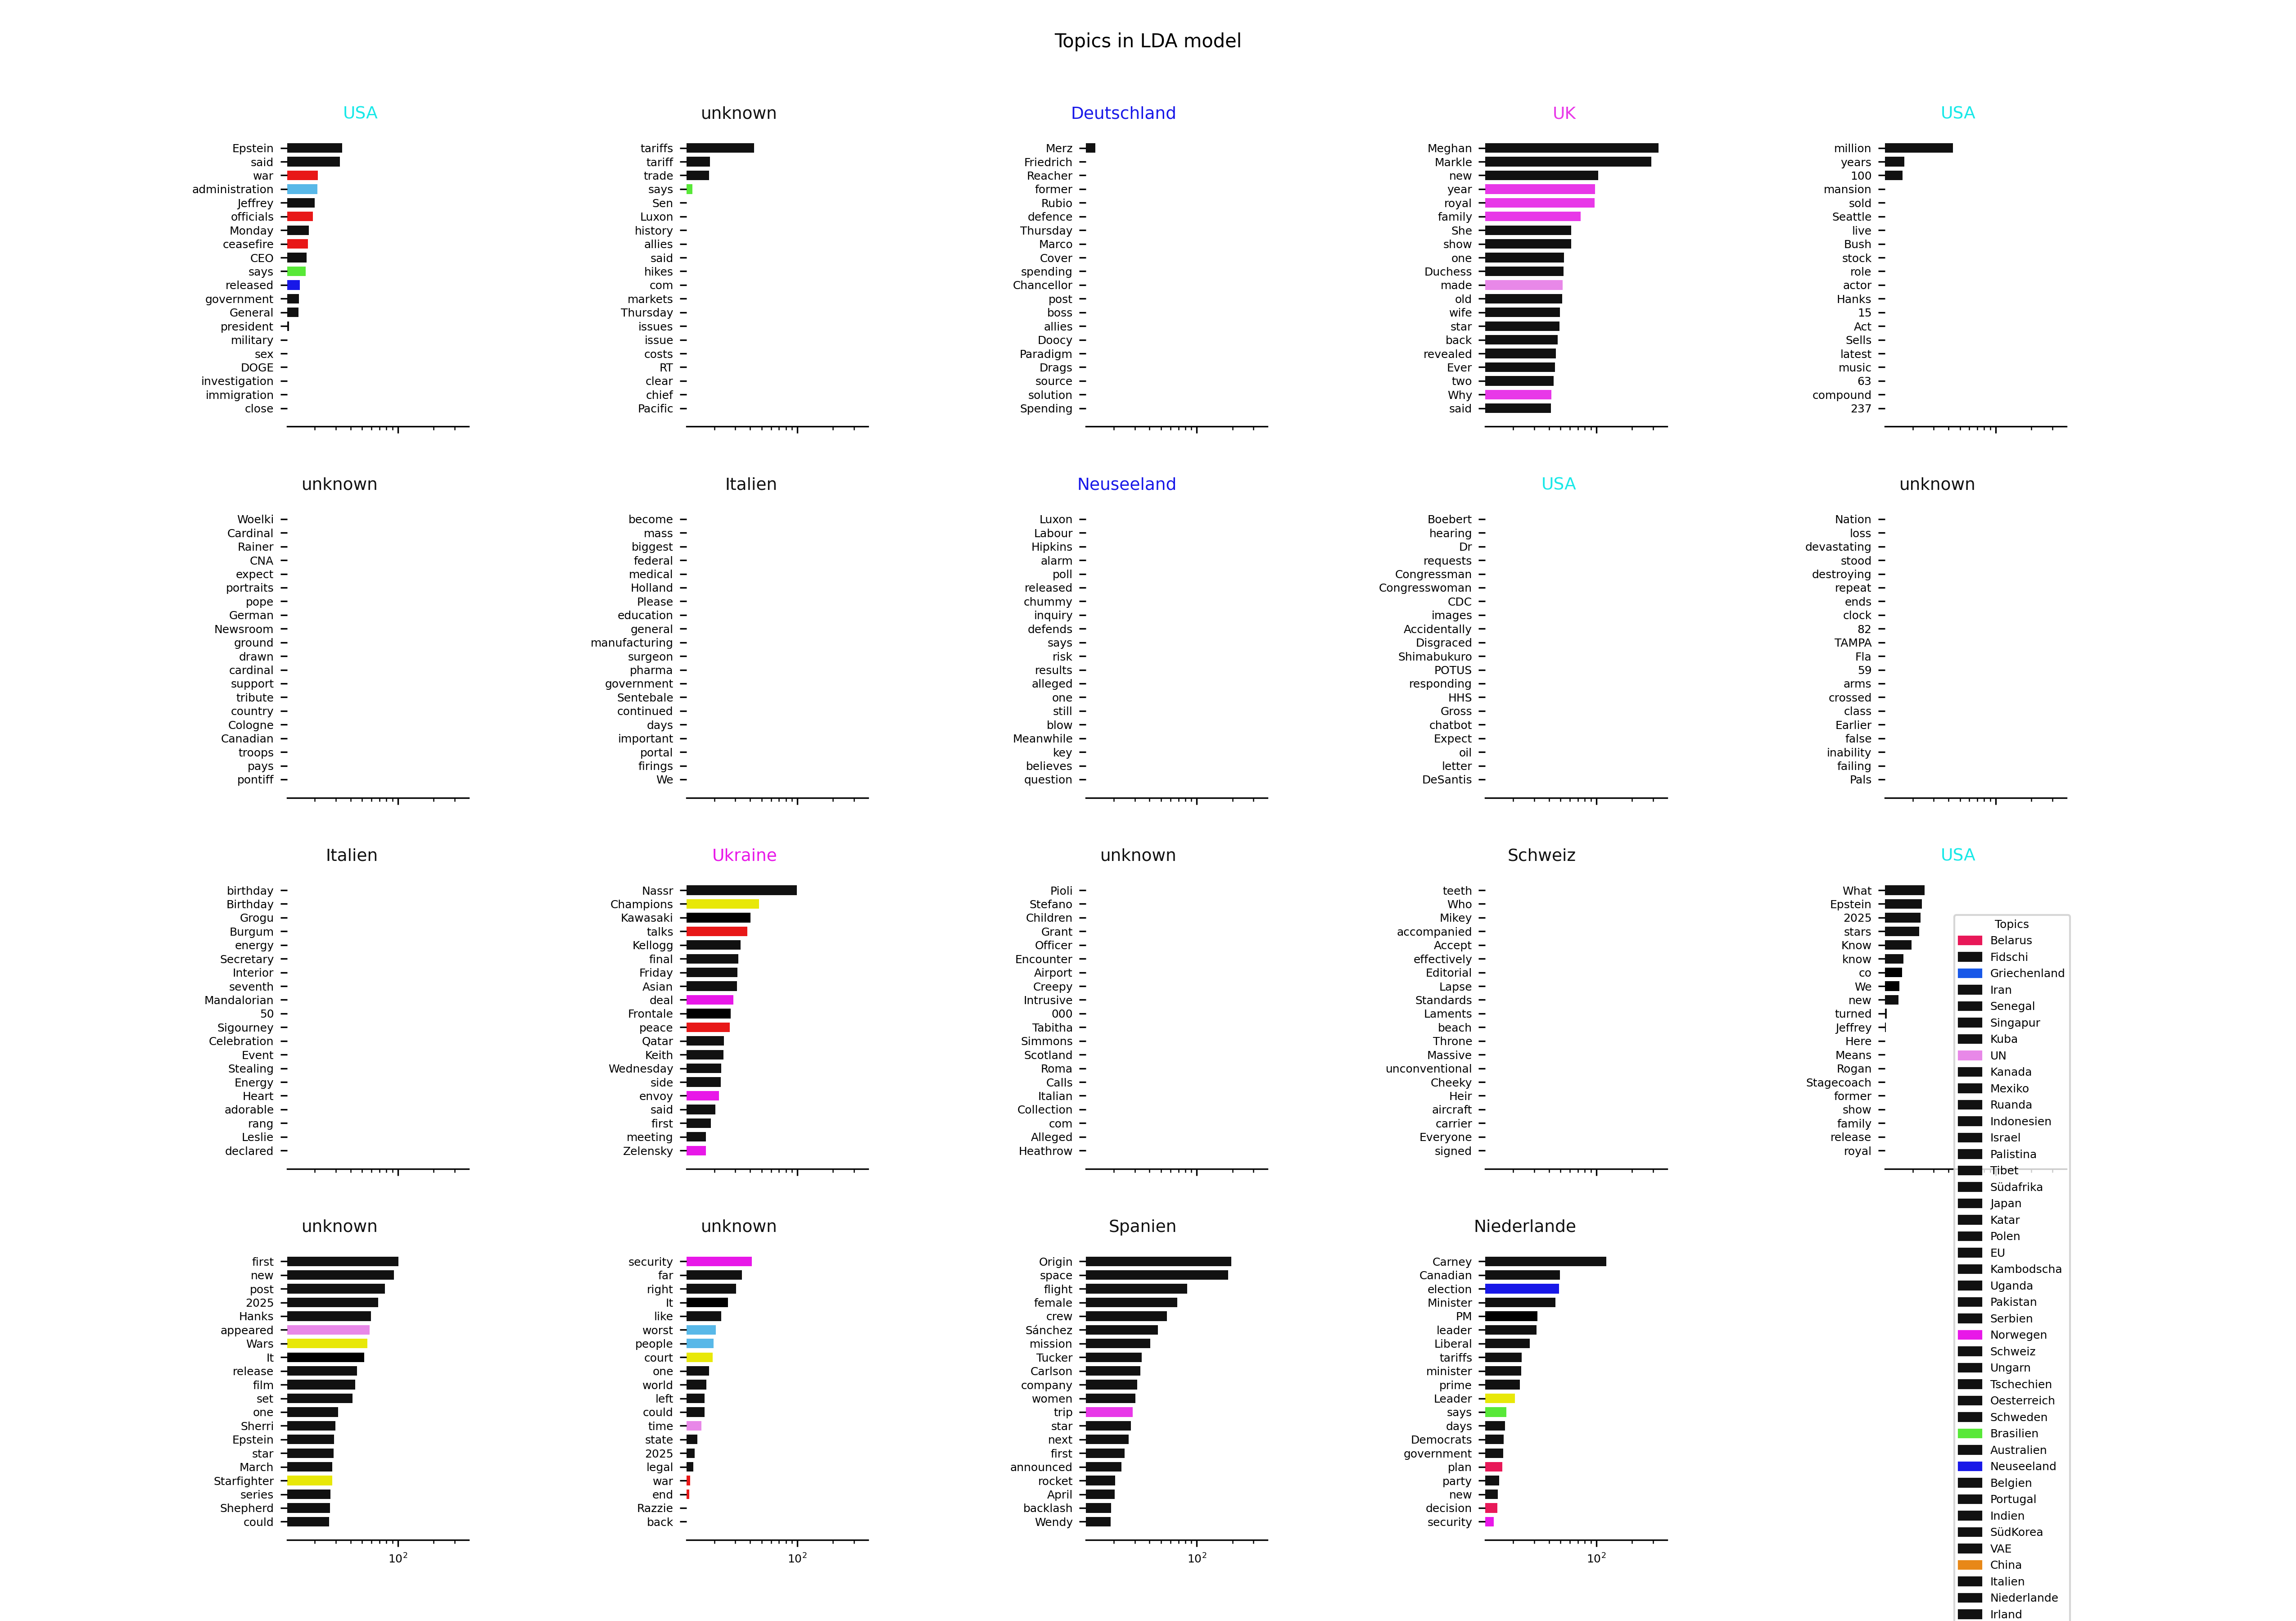 Topics in LDA model
USA
Epstein
said
war
administration
Jeffrey
officials
Monday
ceasefire
CEO
says
released
government
General
president
military
sex
DOGE
investigation
immigration
close
unknown
tariffs
tariff
trade
says
Sen
Luxon
history
allies
said
hikes
com
markets
Thursday
issues
issue
costs
RT
clear
chief
Pacific
Deutschland
Merz
Friedrich
Reacher
former
Rubio
defence
Thursday
Marco
Cover
spending
Chancellor
post
boss
allies
Doocy
Paradigm
Drags
source
solution
Spending
UK
Meghan
Markle
new
year
royal
family
She
show
one
Duchess
made
old
wife
star
back
revealed
Ever
two
Why
said
USA
million
years
100
mansion
sold
Seattle
live
Bush
stock
role
actor
Hanks
15
Act
Sells
latest
music
63
compound
237
unknown
Woelki
Cardinal
Rainer
CNA
expect
portraits
pope
German
Newsroom
ground
drawn
cardinal
support
tribute
country
Cologne
Canadian
troops
pays
pontiff
Italien
become
mass
biggest
federal
medical
Holland
Please
education
general
manufacturing
surgeon
pharma
government
Sentebale
continued
days
important
portal
firings
We
Neuseeland
Luxon
Labour
Hipkins
alarm
poll
released
chummy
inquiry
defends
says
risk
results
alleged
one
still
blow
Meanwhile
key
believes
question
USA
Boebert
hearing
Dr
requests
Congressman
Congresswoman
CDC
images
Accidentally
Disgraced
Shimabukuro
POTUS
responding
HHS
Gross
chatbot
Expect
oil
letter
DeSantis
unknown
Nation
loss
devastating
stood
destroying
repeat
ends
clock
82
TAMPA
Fla
59
arms
crossed
class
Earlier
false
inability
failing
Pals
Italien
birthday
Birthday
Grogu
Burgum
energy
Secretary
Interior
seventh
Mandalorian
50
Sigourney
Celebration
Event
Stealing
Energy
Heart
adorable
rang
Leslie
declared
Ukraine
Nassr
Champions
Kawasaki
talks
Kellogg
final
Friday
Asian
deal
Frontale
peace
Qatar
Keith
Wednesday
side
envoy
said
first
meeting
Zelensky
unknown
Pioli
Stefano
Children
Grant
Officer
Encounter
Airport
Creepy
Intrusive
000
Tabitha
Simmons
Scotland
Roma
Calls
Italian
Collection
com
Alleged
Heathrow
Schweiz
teeth
Who
Mikey
accompanied
Accept
effectively
Editorial
Lapse
Standards
Laments
beach
Throne
Massive
unconventional
Cheeky
Heir
aircraft
carrier
Everyone
signed
USA
What
Epstein
2025
stars
Know
know
co
We
new
turned
Jeffrey
Here
Means
Rogan
Stagecoach
former
show
family
release
royal
unknown
first
new
post
2025
Hanks
appeared
Wars
It
release
film
set
one
Sherri
Epstein
star
March
Starfighter
series
Shepherd
could
10²
unknown
security
far
right
It
like
worst
people
court
one
world
left
could
time
state
2025
legal
war
end
Razzie
back
10²
Spanien
Origin
space
flight
female
crew
Sánchez
mission
Tucker
Carlson
company
women
trip
star
next
first
announced
rocket
April
backlash
Wendy
10²
Niederlande
Carney
Canadian
election
Minister
PM
leader
Liberal
tariffs
minister
prime
Leader
says
days
Democrats
government
plan
party
new
decision
security
10²
Topics
Belarus
Fidschi
Griechenland
Iran
Senegal
Singapur
Kuba
UN
Kanada
Mexiko
Ruanda
Indonesien
Israel
Palistina
Tibet
Südafrika
Japan
Katar
Polen
EU
Kambodscha
Uganda
Pakistan
Serbien
Norwegen
Schweiz
Ungarn
Tschechien
Oesterreich
Schweden
Brasilien
Australien
Neuseeland
Belgien
Portugal
Indien
SüdKorea
VAE
China
Italien
Niederlande
Irland